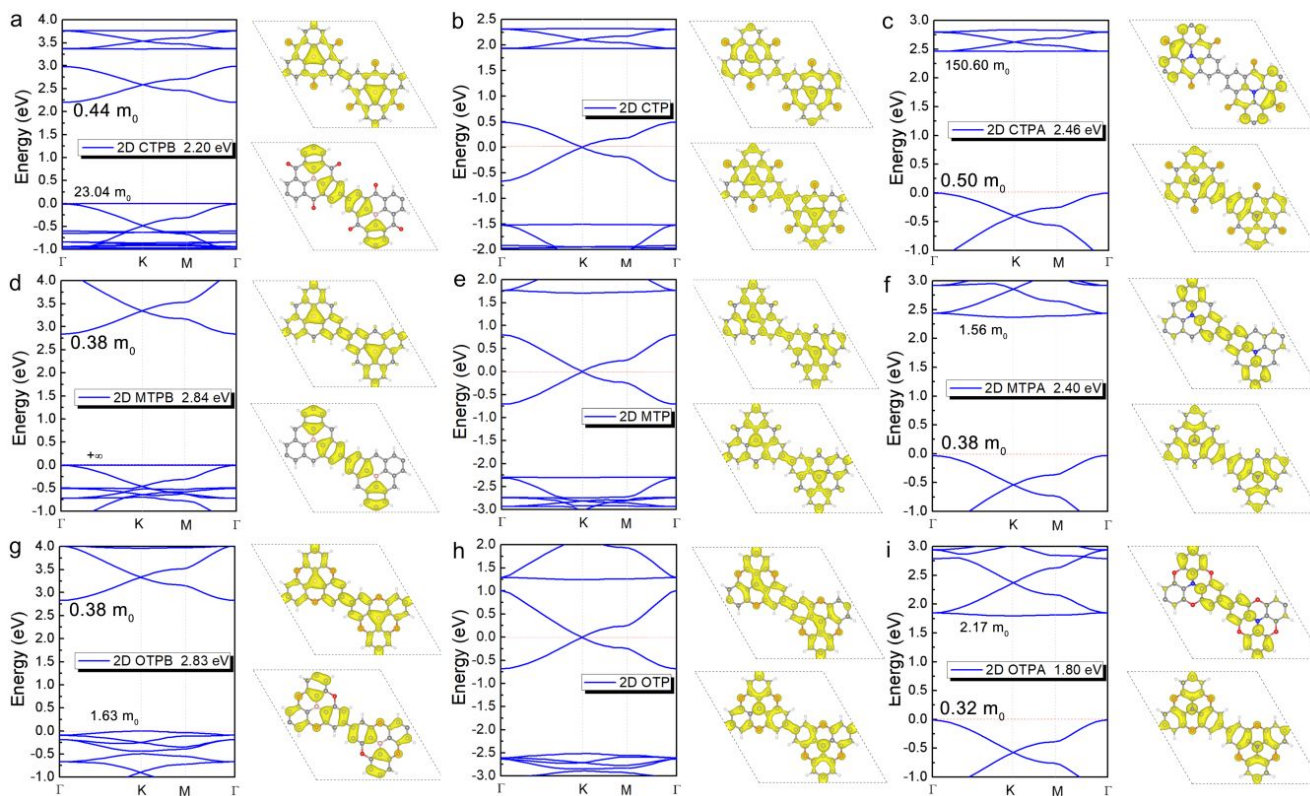 a
Energy (eV)
4.0
3.5
3.0
2.5
2.0
1.5
1.0
0.5
0.0
-0.5
-1.0
0.44 m0
2D CTPB 2.20 eV
23.04 m0
Γ K M Γ
b
Energy (eV)
2.5
2.0
1.5
1.0
0.5
0.0
-0.5
-1.0
-1.5
-2.0
2D CTP
Γ K M Γ
c
Energy (eV)
3.0
2.5
2.0
1.5
1.0
0.5
0.0
-0.5
-1.0
150.60 m0
2D CTPA 2.46 eV
0.50 m0
Γ K M Γ
d
Energy (eV)
4.0
3.5
3.0
2.5
2.0
1.5
1.0
0.5
0.0
-0.5
-1.0
0.38 m0
2D MTPB 2.84 eV
+∞
Γ K M Γ
e
Energy (eV)
2.0
1.5
1.0
0.5
0.0
-0.5
-1.0
-1.5
-2.0
-2.5
-3.0
2D MTP
Γ K M Γ
f
Energy (eV)
3.0
2.5
2.0
1.5
1.0
0.5
0.0
-0.5
-1.0
1.56 m0
2D MTPA 2.40 eV
0.38 m0
Γ K M Γ
g
Energy (eV)
4.0
3.5
3.0
2.5
2.0
1.5
1.0
0.5
0.0
-0.5
-1.0
0.38 m0
2D OTPB 2.83 eV
1.63 m0
Γ K M Γ
h
Energy (eV)
2.0
1.5
1.0
0.5
0.0
-0.5
-1.0
-1.5
-2.0
-2.5
-3.0
2D OTP
Γ K M Γ
i
Energy (eV)
3.0
2.5
2.0
1.5
1.0
0.5
0.0
-0.5
-1.0
2.17 m0
2D OTPA 1.80 eV
0.32 m0
Γ K M Γ